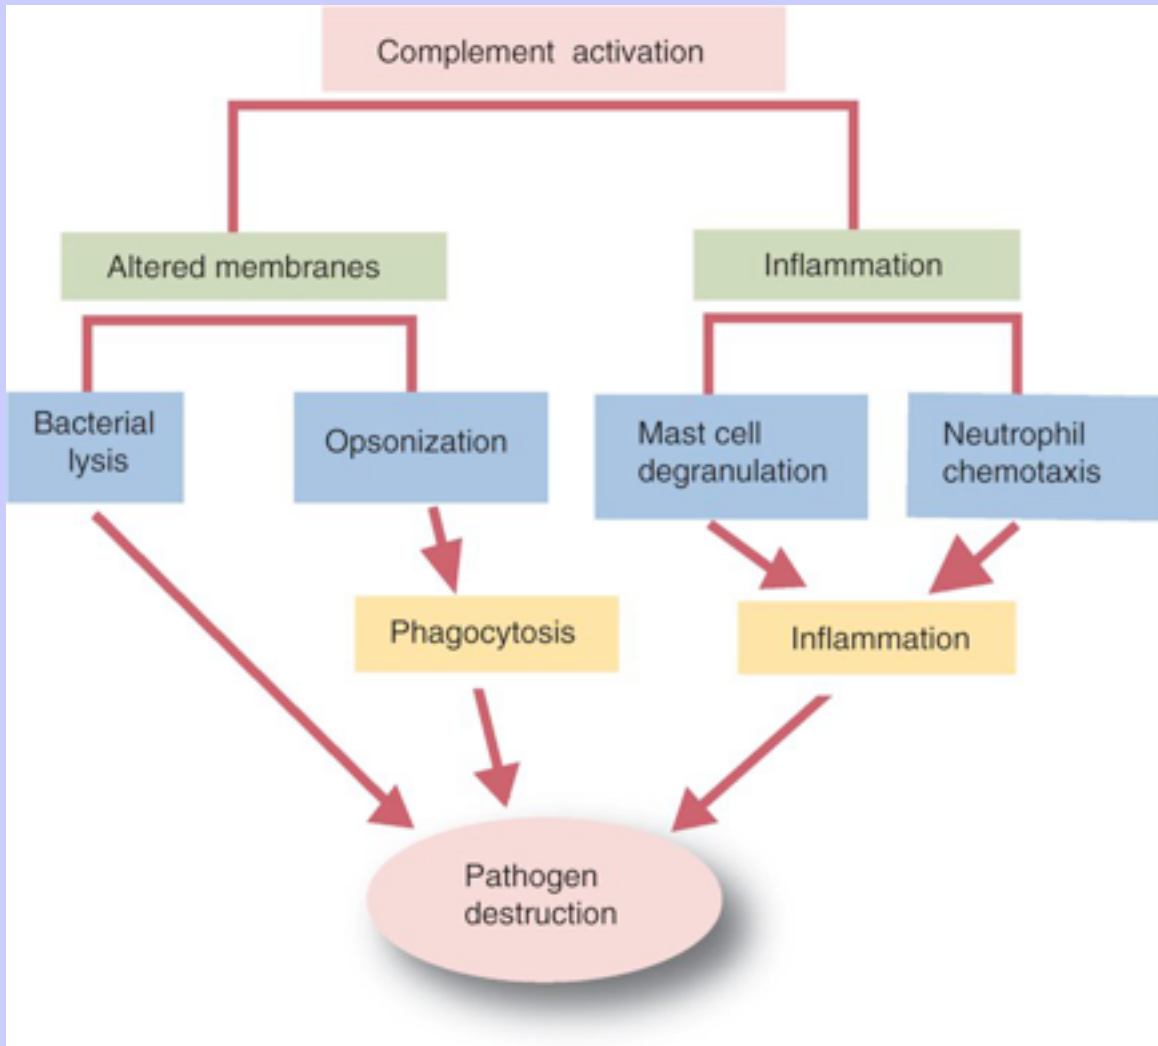 Complement activation
Altered membranes
Inflammation
Bacterial
lysis
Opsonization
Mast cell
degranulation
Neutrophil
chemotaxis
Phagocytosis
Inflammation
Pathogen
destruction